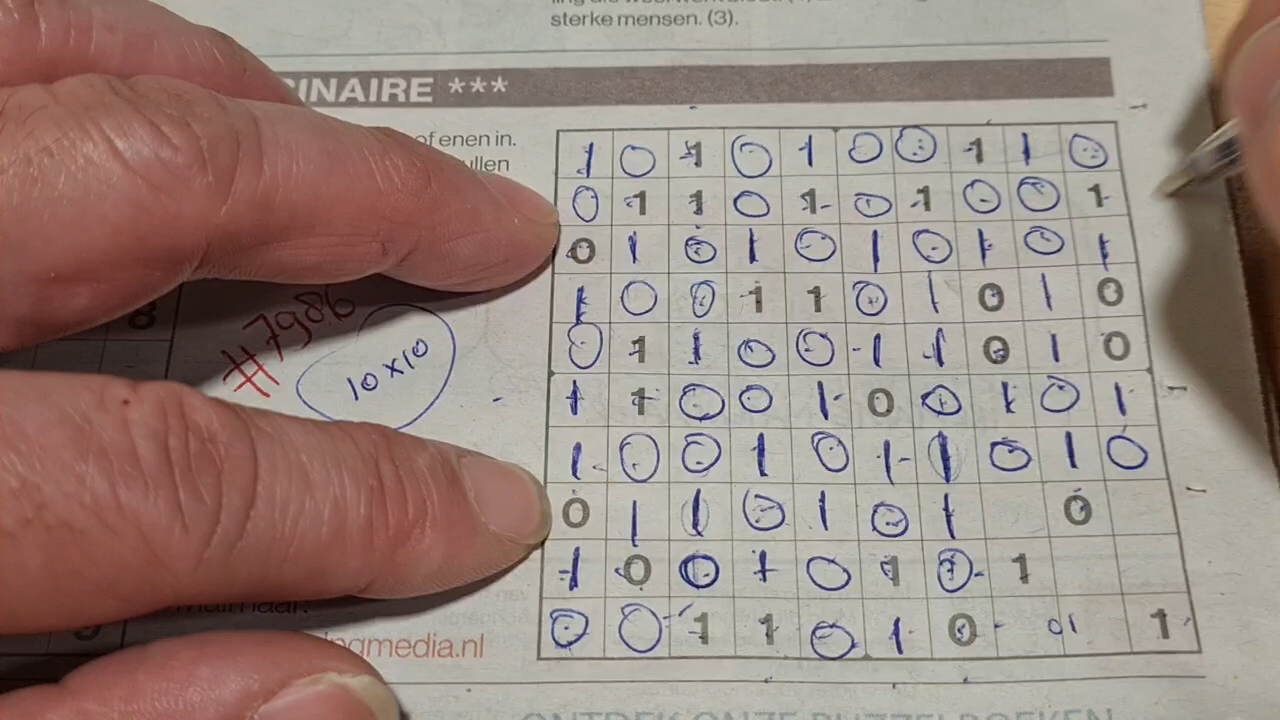 sterke mensen. (3).
INAIRE ***
of enen in.
ullen
1 0 1 0 1 0 0 1 1 0
0 1 1 0 1 0 1 0 0 1
0 1 0 1 0 1 0 1 0 1
1 0 0 1 1 0 1 0 1 0
0 1 1 0 0 1 1 0 1 0
1 1 0 0 1 0 0 1 0 1
1 0 0 1 0 1 1 0 1 0
0 1 1 0 1 0 1 0
1 0 0 1 0 1 0 1
0 0 1 1 0 1 0 01 1
8
#7986
10x10
ngmedia.nl